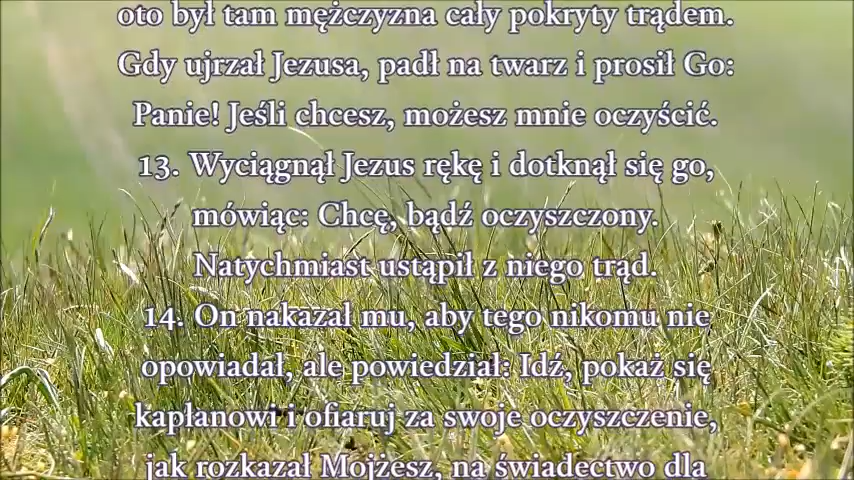 oto był tam mężczyzna cały pokryty trądem.
Gdy ujrzał Jezusa, padł na twarz i prosił Go:
Panie! Jeśli chcesz, możesz mnie oczyścić.
13. Wyciągnął Jezus rękę i dotknął się go,
mówiąc: Chcę, bądź oczyszczony.
Natychmiast ustąpił z niego trąd.
14. On nakazał mu, aby tego nikomu nie
opowiadał, ale powiedział: Idź, pokaż się
kapłanowi i ofiaruj za swoje oczyszczenie,
jak rozkazał Mojżesz, na świadectwo dla